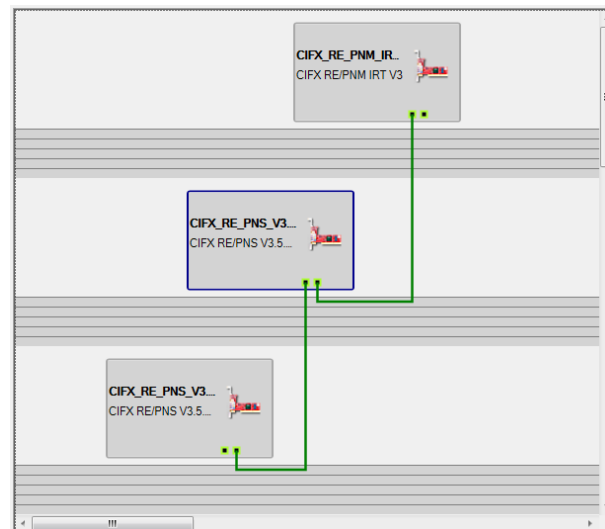 CIFX_RE_PNM_IR..
CIFX RE/PNM IRT V3
CIFX_RE_PNS_V3....
CIFX RE/PNS V3.5....
CIFX_RE_PNS_V3....
CIFX RE/PNS V3.5....